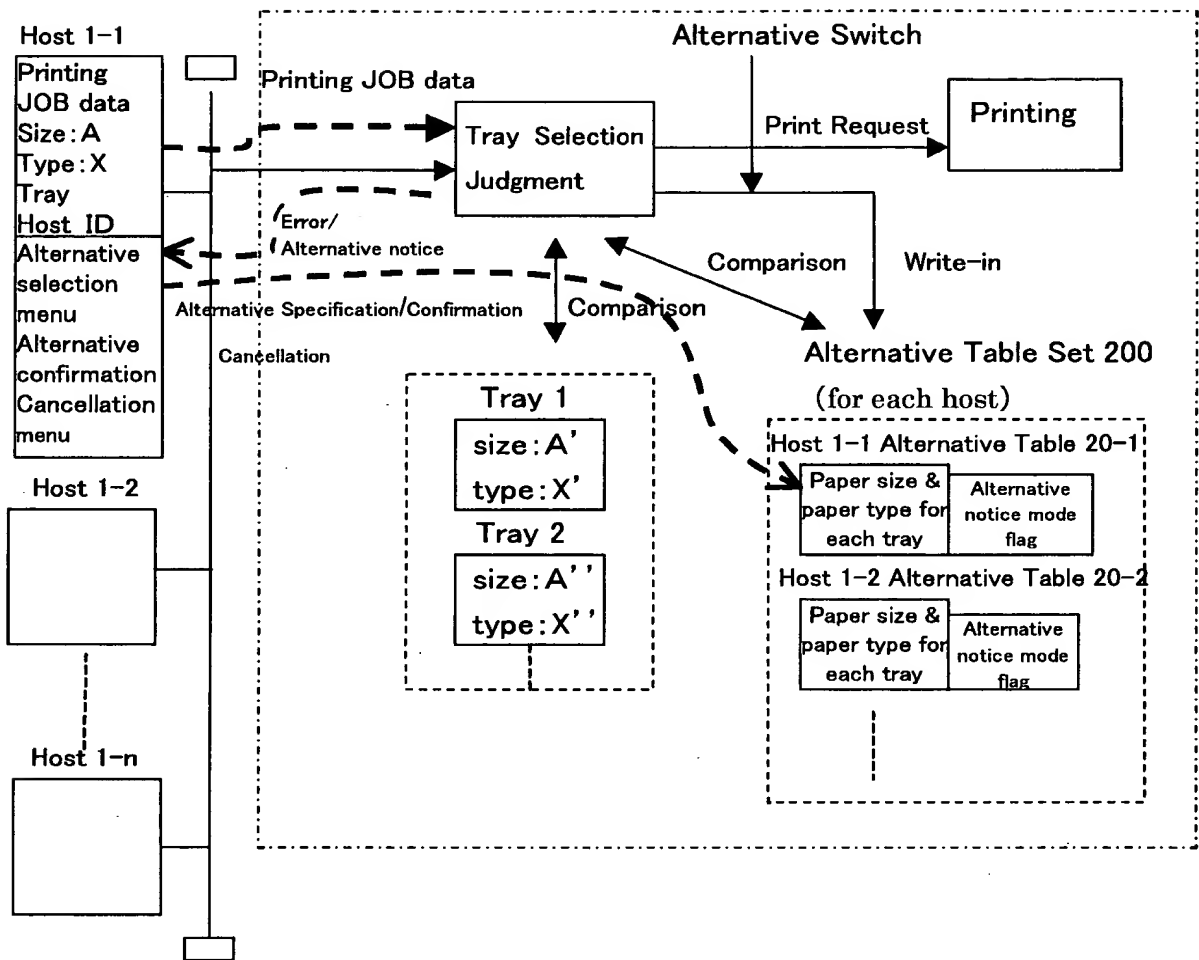 Host 1-1
Printing
JOB data
Size:A
Type:X
Tray
Host ID
Alternative
selection
menu
Alternative
confirmation
Cancellation
menu
Host 1-2
Host 1-n
Printing JOB data
Error/
Alternative notice
Alternative Specification/Confirmation
Cancellation
Tray Selection
Judgment
Alternative Switch
Print Request
Printing
Comparison
Comparison
Write-in
Tray 1
size:A'
type:X'
Tray 2
size:A''
type:X''
Alternative Table Set 200
(for each host)
Host 1-1 Alternative Table 20-1
Paper size &
paper type for
each tray
Alternative
notice mode
flag
Host 1-2 Alternative Table 20-2
Paper size &
paper type for
each tray
Alternative
notice mode
flag